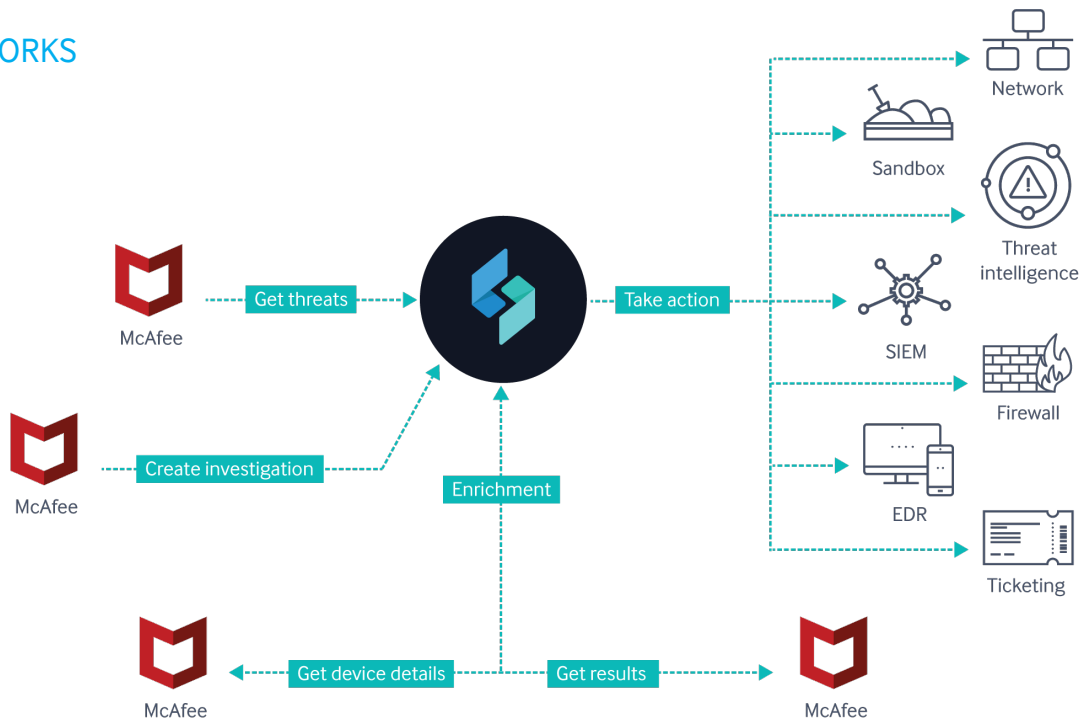 ORKS
Network
Sandbox
Threat
intelligence
Get threats
Take action
McAfee
SIEM
Firewall
Create investigation
McAfee
Enrichment
EDR
Ticketing
Get device details
Get results
McAfee
McAfee